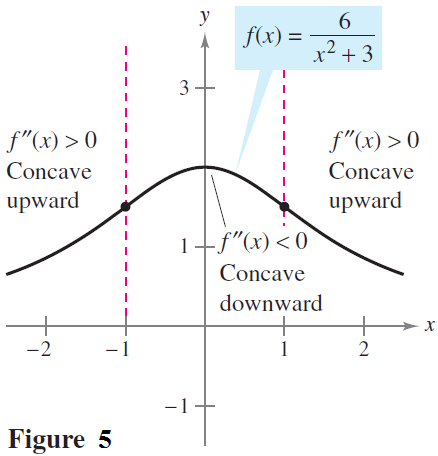 y
f(x) = 6 / (x² + 3)
3
f″(x) > 0
Concave
upward
f″(x) > 0
Concave
upward
1
f″(x) < 0
Concave
downward
x
−2
−1
1
2
−1
Figure 5